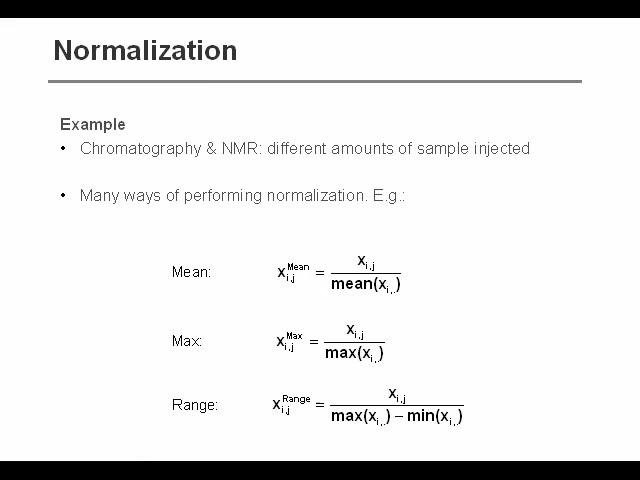 Normalization
Example
• Chromatography & NMR: different amounts of sample injected
• Many ways of performing normalization. E.g.:
Mean: x_{i,j}^{Mean} = x_{i,j} / mean(x_{i,.})
Max: x_{i,j}^{Max} = x_{i,j} / max(x_{i,.})
Range: x_{i,j}^{Range} = x_{i,j} / max(x_{i,.}) − min(x_{i,.})